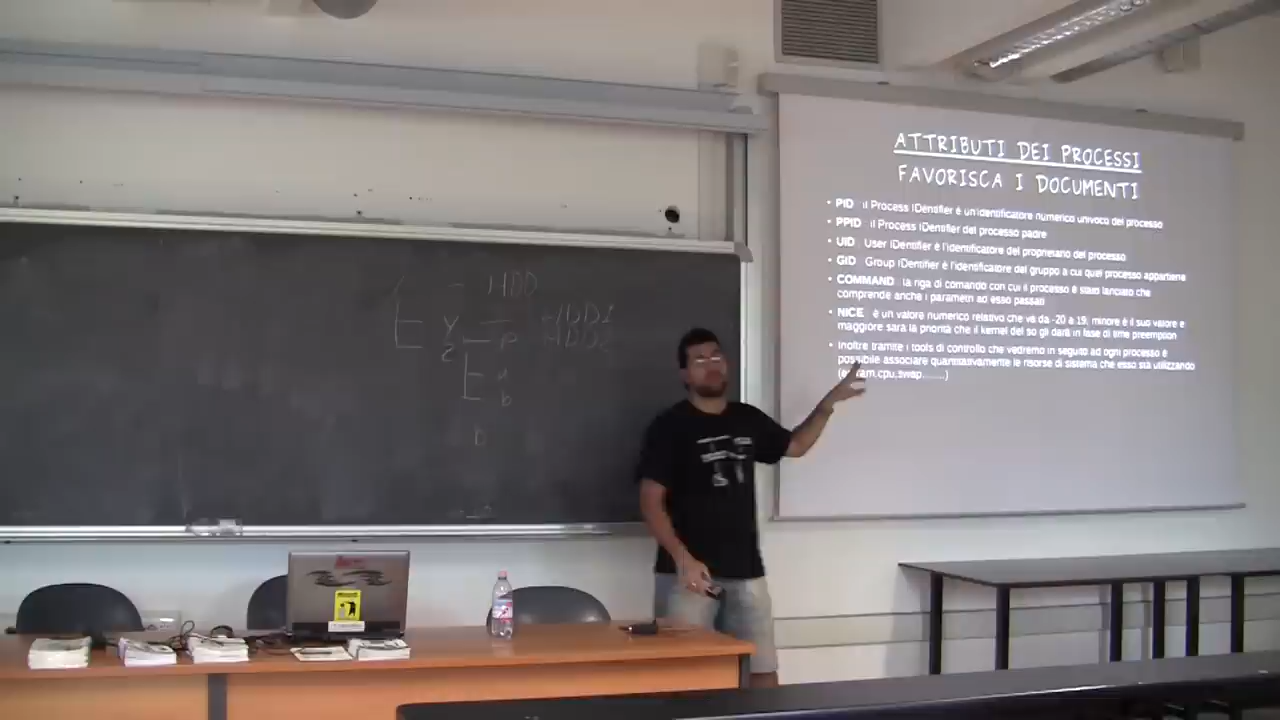 HDD
HDD1
ATTRIBUTI DEI PROCESSI
FAVORISCA I DOCUMENTI
• PID il Process IDentifier è un'identificatore numerico univoco del processo
• PPID il Process IDentifier del processo padre
• UID User IDentifier è l'identificatore del proprietario del processo
• GID Group IDentifier è l'identificatore del gruppo a cui quel processo appartiene
• COMMAND la riga di comando con cui il processo è stato lanciato che
comprende anche i parametri ad esso passati
• NICE è un valore numerico relativo che va da -20 a 19, minore è il suo valore e
maggiore sarà la priorità che il kernel del so gli darà in fase di time preemption
• Inoltre tramite i tools di controllo che vedremo in seguito ad ogni processo è
possibile associare quantitativamente le risorse di sistema che esso sta utilizzando
ram,cpu,swap.......)